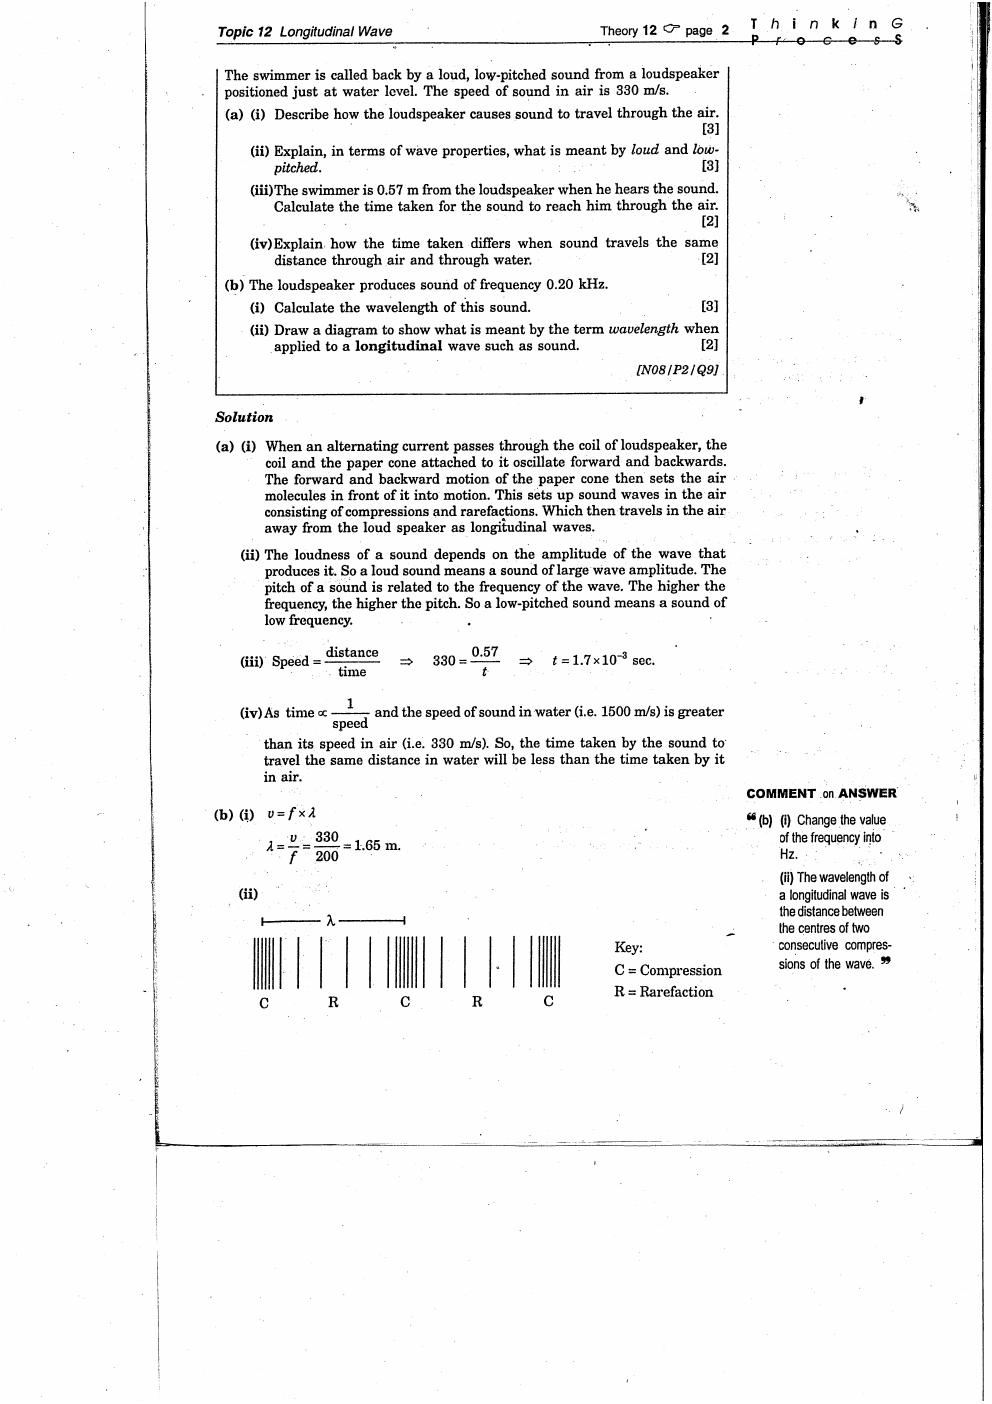 Topic 12 Longitudinal Wave Theory 12 ☞ page 2 T h i n k i n G
P r o c e s S
The swimmer is called back by a loud, low-pitched sound from a loudspeaker
positioned just at water level. The speed of sound in air is 330 m/s.
(a) (i) Describe how the loudspeaker causes sound to travel through the air.
[3]
(ii) Explain, in terms of wave properties, what is meant by loud and low-
pitched. [3]
(iii)The swimmer is 0.57 m from the loudspeaker when he hears the sound.
Calculate the time taken for the sound to reach him through the air.
[2]
(iv)Explain how the time taken differs when sound travels the same
distance through air and through water. [2]
(b) The loudspeaker produces sound of frequency 0.20 kHz.
(i) Calculate the wavelength of this sound. [3]
(ii) Draw a diagram to show what is meant by the term wavelength when
applied to a longitudinal wave such as sound. [2]
[N08/P2/Q9]
Solution
(a) (i) When an alternating current passes through the coil of loudspeaker, the
coil and the paper cone attached to it oscillate forward and backwards.
The forward and backward motion of the paper cone then sets the air
molecules in front of it into motion. This sets up sound waves in the air
consisting of compressions and rarefactions. Which then travels in the air
away from the loud speaker as longitudinal waves.
(ii) The loudness of a sound depends on the amplitude of the wave that
produces it. So a loud sound means a sound of large wave amplitude. The
pitch of a sound is related to the frequency of the wave. The higher the
frequency, the higher the pitch. So a low-pitched sound means a sound of
low frequency.
(iii) Speed = distance/time ⇒ 330 = 0.57/t ⇒ t = 1.7×10⁻³ sec.
(iv)As time ∝ 1/speed and the speed of sound in water (i.e. 1500 m/s) is greater
than its speed in air (i.e. 330 m/s). So, the time taken by the sound to
travel the same distance in water will be less than the time taken by it
in air.
(b) (i) v = f × λ
λ = v/f = 330/200 = 1.65 m.
(ii)
λ
C R C R C
Key:
C = Compression
R = Rarefaction
COMMENT on ANSWER
“(b) (i) Change the value
of the frequency into
Hz.
(ii) The wavelength of
a longitudinal wave is
the distance between
the centres of two
consecutive compres-
sions of the wave. ”